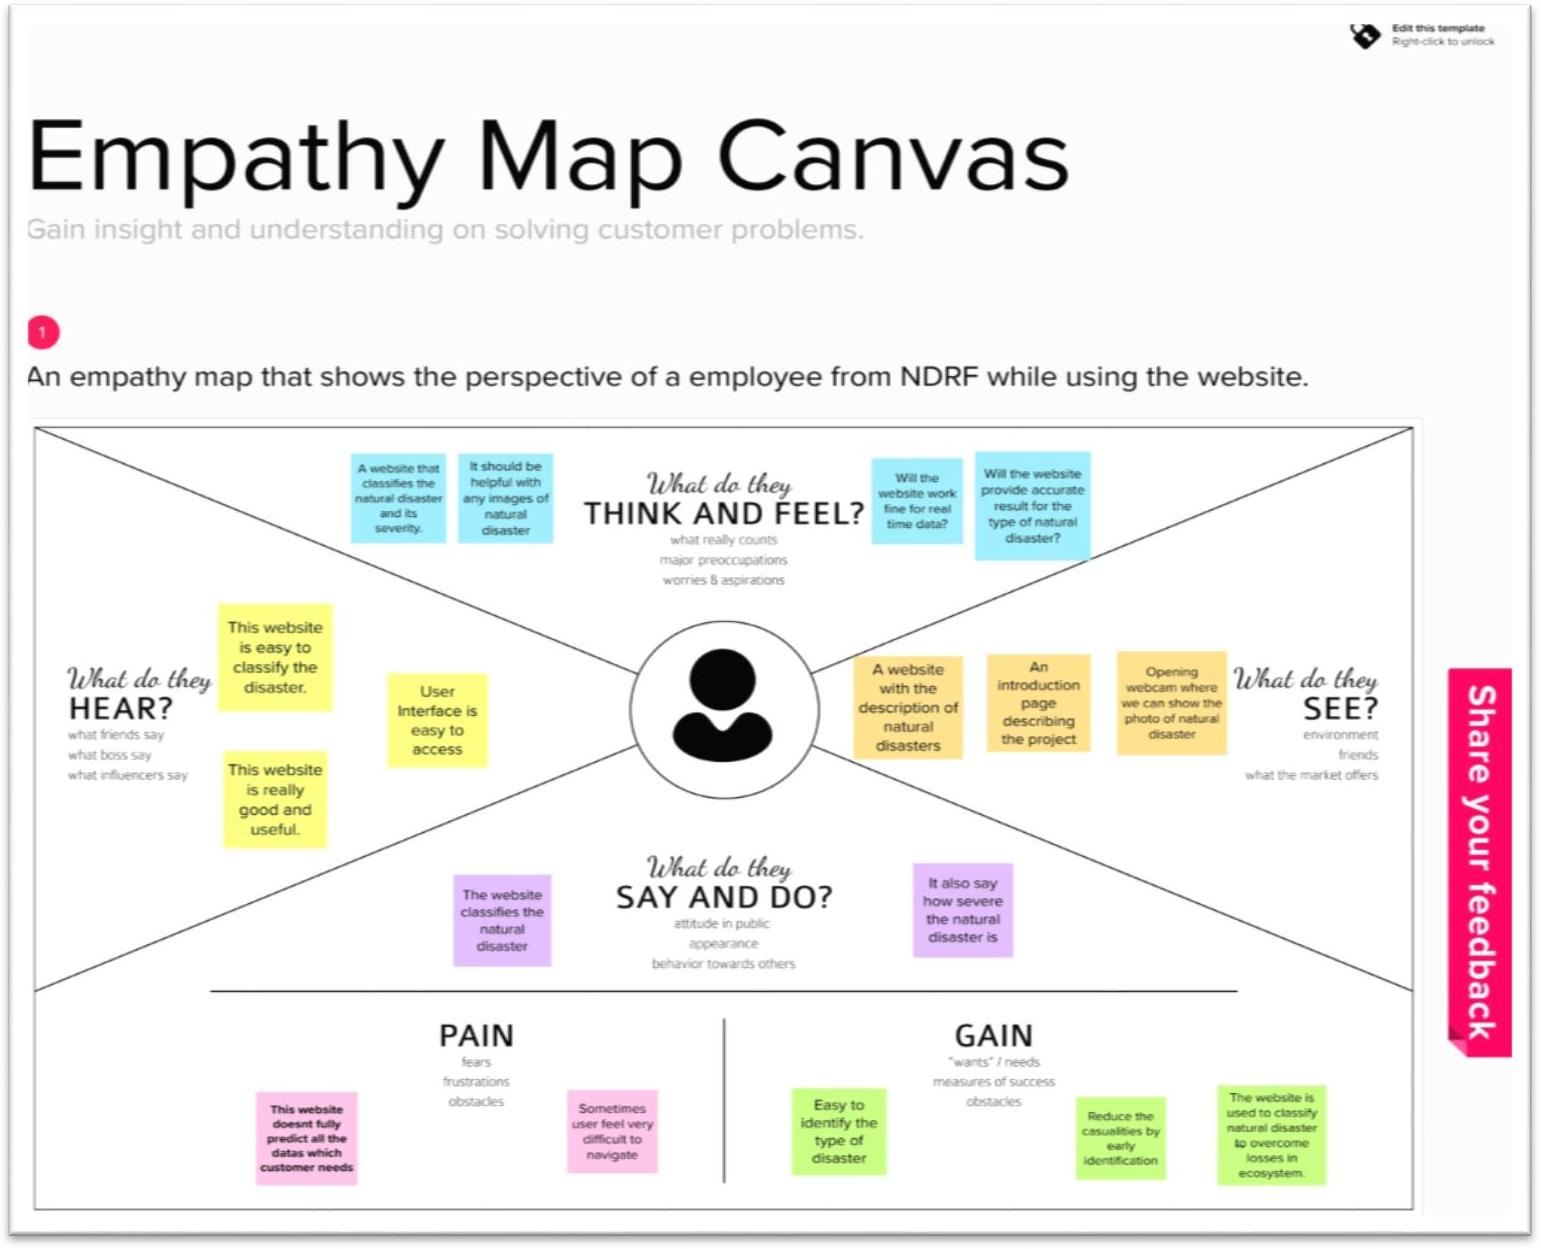 Edit this template
Right-click to unlock
Empathy Map Canvas
Gain insight and understanding on solving customer problems.
1
An empathy map that shows the perspective of a employee from NDRF while using the website.
A website that
classifies the
natural disaster
and its
severity.
It should be
helpful with
any images of
natural
disaster
What do they
THINK AND FEEL?
what really counts
major preoccupations
worries & aspirations
Will the
website work
fine for real
time data?
Will the website
provide accurate
result for the
type of natural
disaster?
What do they
HEAR?
what friends say
what boss say
what influencers say
This website
is easy to
classify the
disaster.
This website
is really
good and
useful.
User
Interface is
easy to
access
A website
with the
description of
natural
disasters
An
introduction
page
describing
the project
Opening
webcam where
we can show the
photo of natural
disaster
What do they
SEE?
environment
friends
what the market offers
Share your feedback
The website
classifies the
natural
disaster
What do they
SAY AND DO?
attitude in public
appearance
behavior towards others
It also say
how severe
the natural
disaster is
PAIN
fears
frustrations
obstacles
This website
doesnt fully
predict all the
datas which
customer needs
Sometimes
user feel very
difficult to
navigate
GAIN
"wants" / needs
measures of success
obstacles
Easy to
identify the
type of
disaster
Reduce the
casualities by
early
identification
The website is
used to classify
natural disaster
to overcome
losses in
ecosystem.